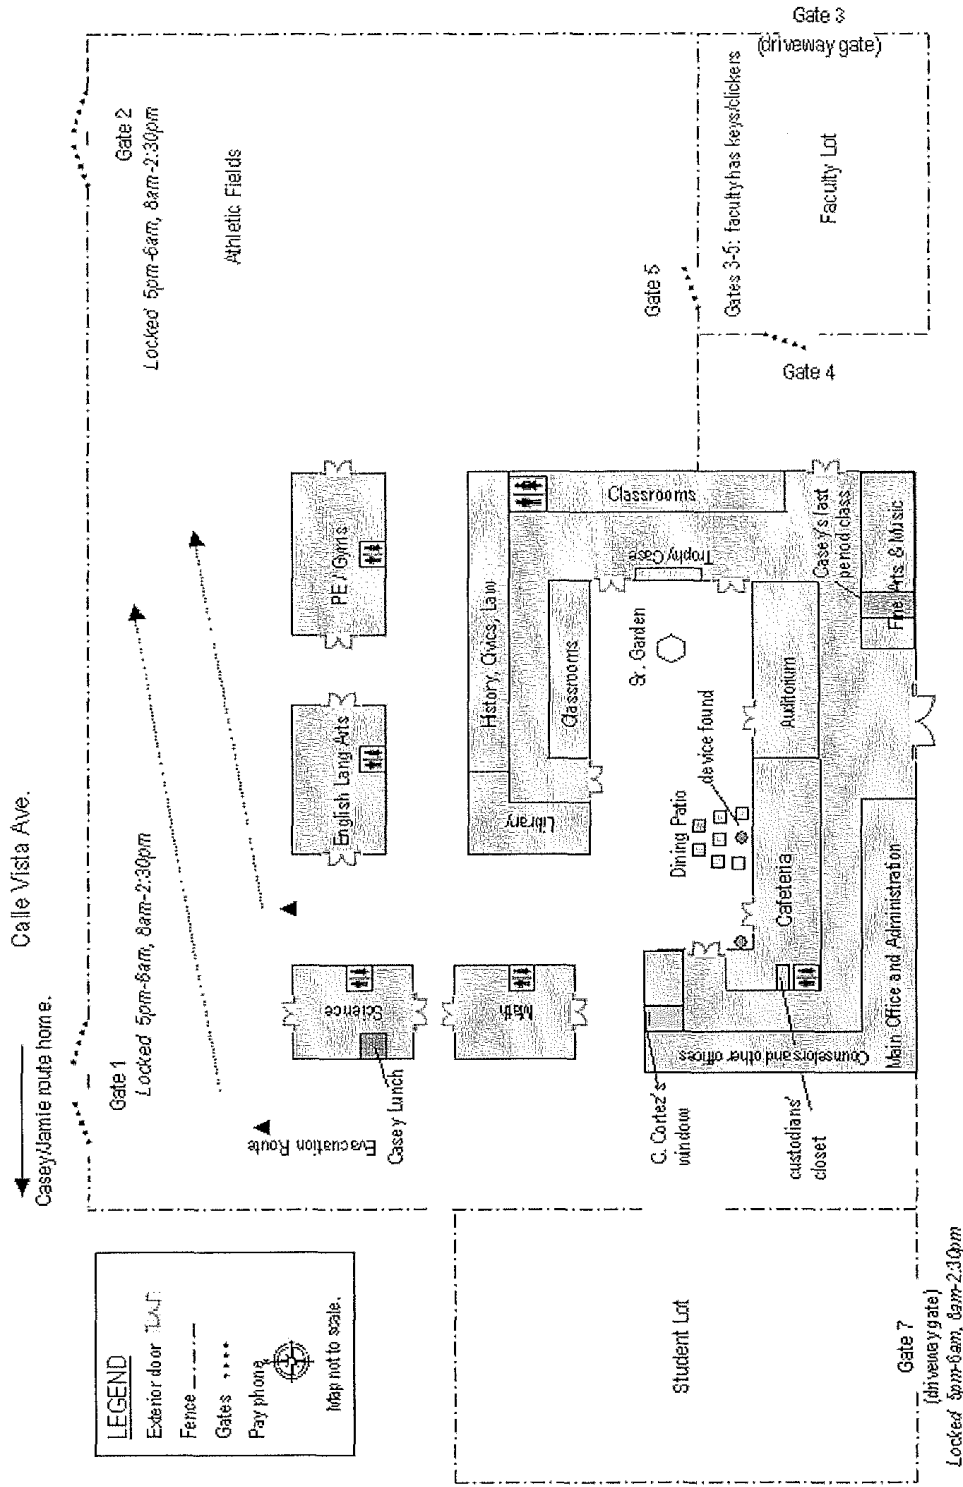 Calle Vista Ave.
Casey/Jamie route home.
Gate 1
Locked 5pm-6am, 8am-2:30pm
Gate 2
Locked 5pm-6am, 8am-2:30pm
Athletic Fields
Gate 3
(driveway gate)
Gates 3-5: faculty has keys/clickers
Faculty Lot
Gate 5
Gate 4
Evacuation Route
Casey Lunch
Science
Math
English Lang Arts
PE / Gyms
History, Civics, Law
Library
Classrooms
Classrooms
Trophy Case
Sr. Garden
Dining Patio
device found
Cafeteria
Auditorium
Casey's last
period class
Fine Arts & Music
Main Office and Administration
Counselors and other offices
C. Cortez's
window
custodians'
closet
Student Lot
Gate 7
(driveway gate)
Locked 5pm-6am, 8am-2:30pm
LEGEND
Exterior door
Fence
Gates
Pay phone
Map not to scale.